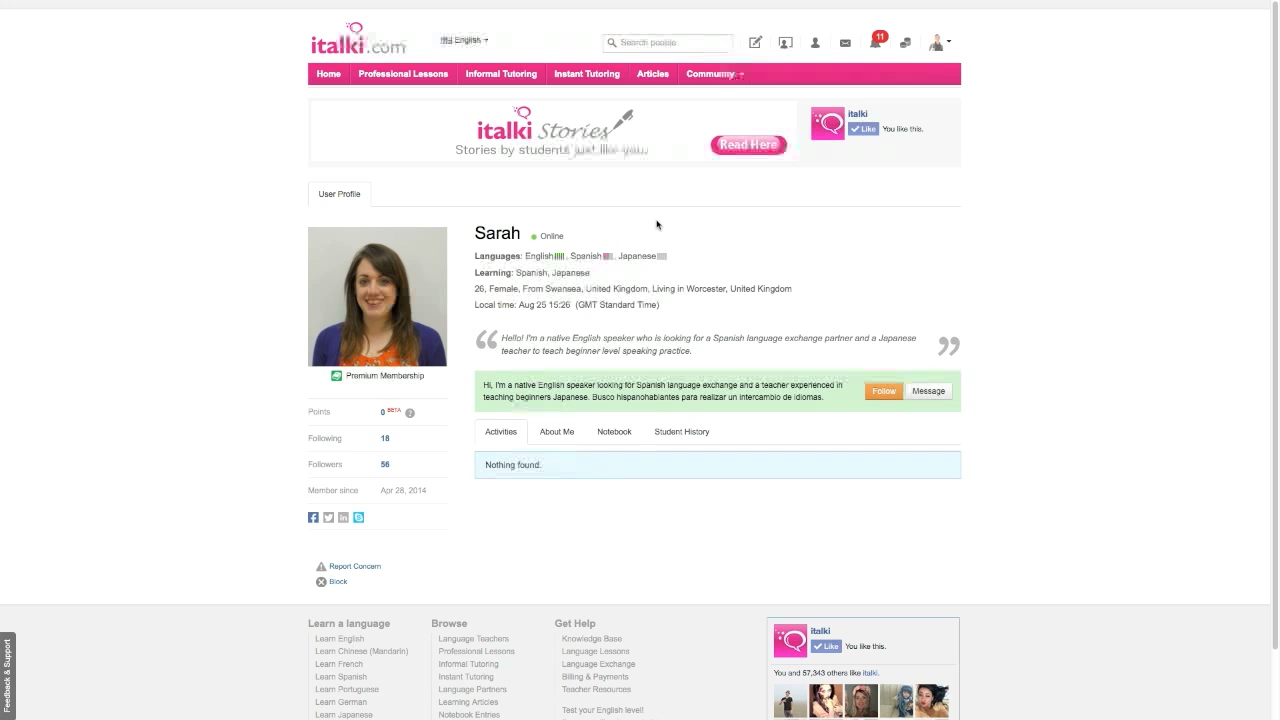 italki.com
English
Search people
11
Home Professional Lessons Informal Tutoring Instant Tutoring Articles Community
italki Stories
Stories by students just like you
Read Here
italki
Like You like this.
User Profile
Sarah Online
Languages: English , Spanish , Japanese
Learning: Spanish, Japanese
26, Female, From Swansea, United Kingdom, Living in Worcester, United Kingdom
Local time: Aug 25 15:26 (GMT Standard Time)
Hello! I'm a native English speaker who is looking for a Spanish language exchange partner and a Japanese
teacher to teach beginner level speaking practice.
Premium Membership
Hi, I'm a native English speaker looking for Spanish language exchange and a teacher experienced in
teaching beginners Japanese. Busco hispanohablantes para realizar un intercambio de idiomas.
Follow Message
Points 0 BETA ?
Following 18
Followers 56
Member since Apr 28, 2014
Activities About Me Notebook Student History
Nothing found.
Report Concern
Block
Learn a language
Learn English
Learn Chinese (Mandarin)
Learn French
Learn Spanish
Learn Portuguese
Learn German
Learn Japanese
Browse
Language Teachers
Professional Lessons
Informal Tutoring
Instant Tutoring
Language Partners
Learning Articles
Notebook Entries
Get Help
Knowledge Base
Language Lessons
Language Exchange
Billing & Payments
Teacher Resources
Test your English level!
italki
Like You like this.
You and 57,343 others like italki.
Feedback & Support